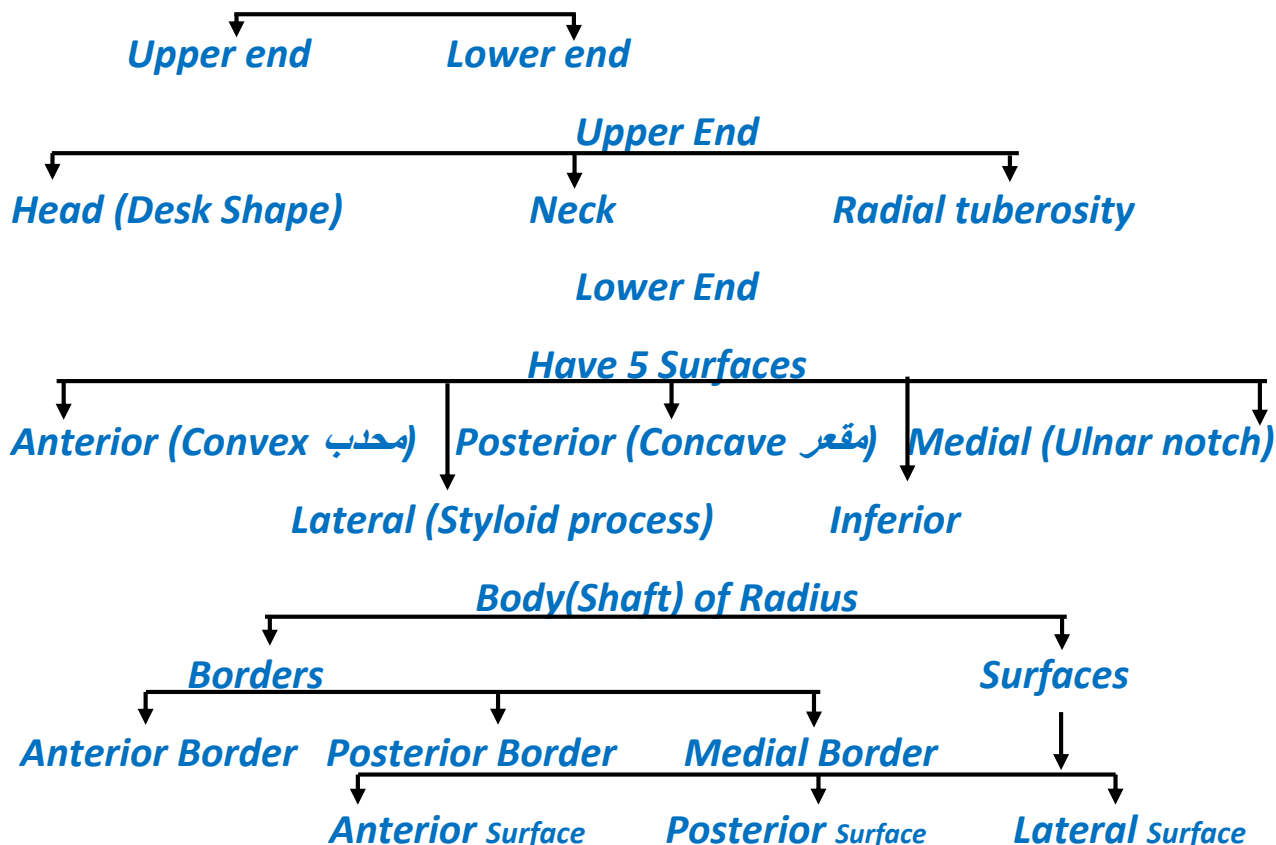 Upper end Lower end
Upper End
Head (Desk Shape) Neck Radial tuberosity
Lower End
Have 5 Surfaces
Anterior (Convex محدب) Posterior (Concave مقعر) Medial (Ulnar notch)
Lateral (Styloid process) Inferior
Body(Shaft) of Radius
Borders Surfaces
Anterior Border Posterior Border Medial Border
Anterior Surface Posterior Surface Lateral Surface